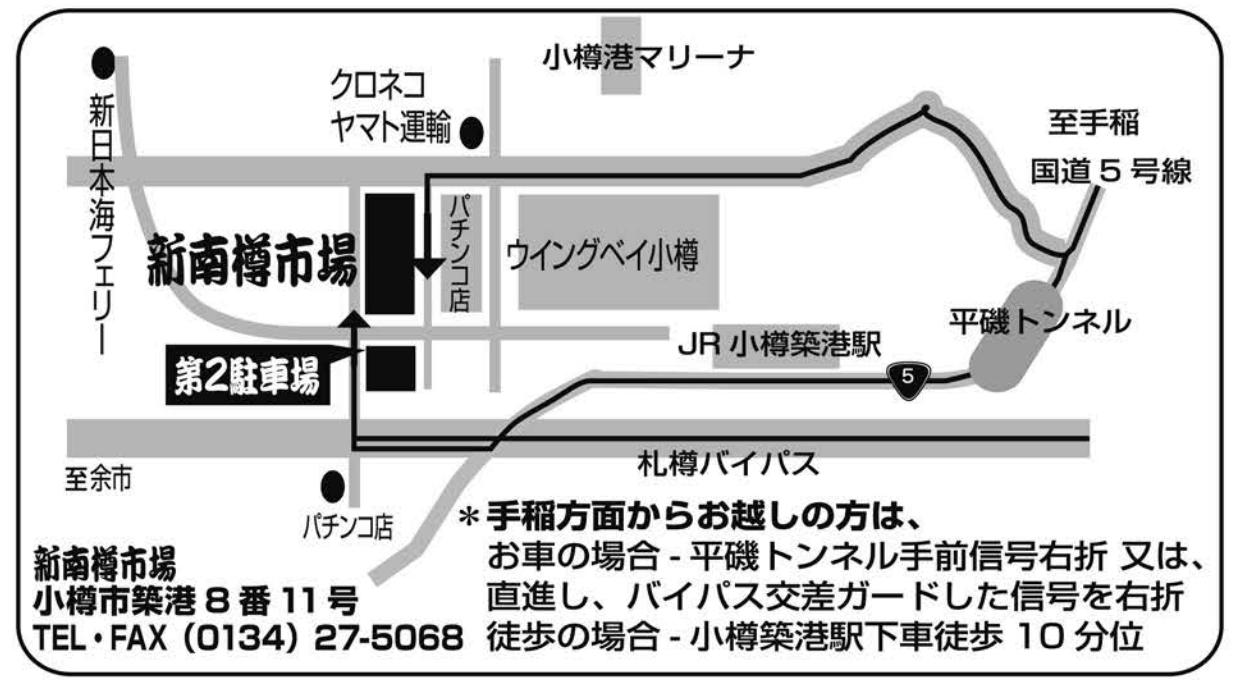 小樽港マリーナ
クロネコ
ヤマト運輸
新日本海フェリー
至手稲
国道5号線
パチンコ店
新南樽市場
ウイングベイ小樽
平磯トンネル
JR 小樽築港駅
第2駐車場
5
札樽バイパス
至余市
パチンコ店
＊手稲方面からお越しの方は、
お車の場合 - 平磯トンネル手前信号右折 又は、
直進し、バイパス交差ガードした信号を右折
徒歩の場合 - 小樽築港駅下車徒歩 10 分位
新南樽市場
小樽市築港 8 番 11 号
TEL・FAX（0134）27-5068